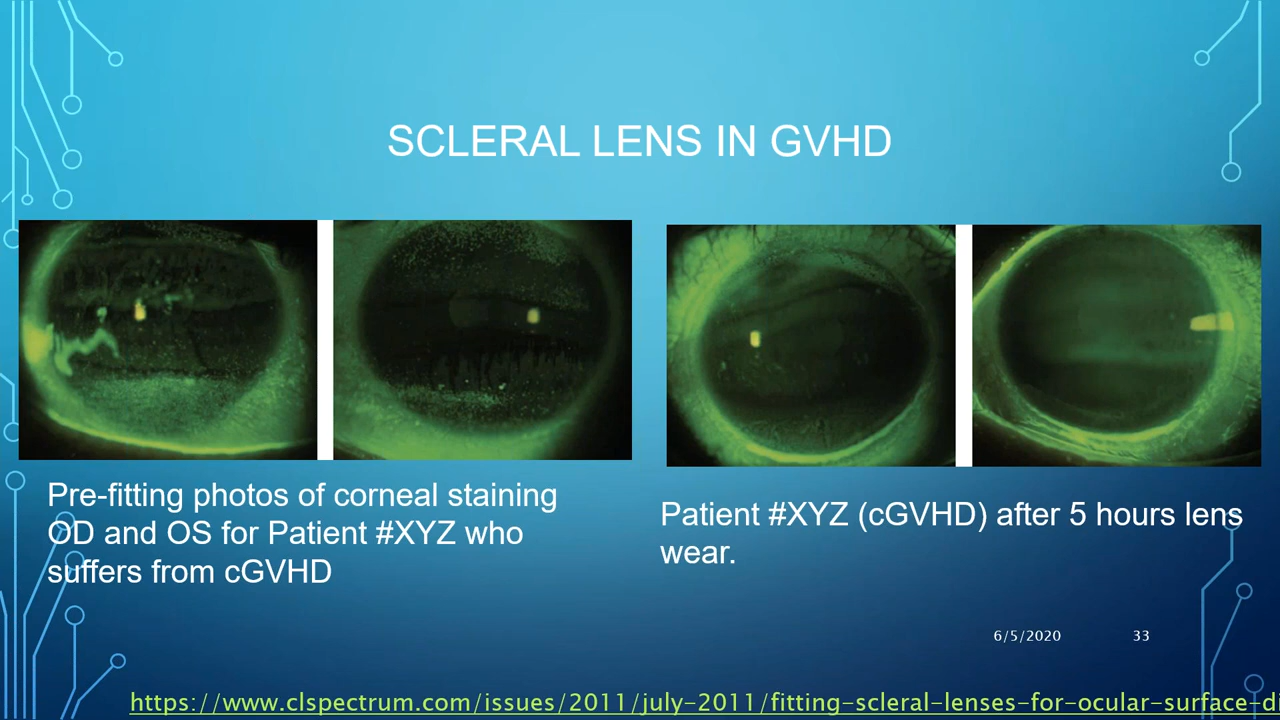 SCLERAL LENS IN GVHD
Pre-fitting photos of corneal staining
OD and OS for Patient #XYZ who
suffers from cGVHD
Patient #XYZ (cGVHD) after 5 hours lens
wear.
6/5/2020
33
https://www.clspectrum.com/issues/2011/july-2011/fitting-scleral-lenses-for-ocular-surface-di